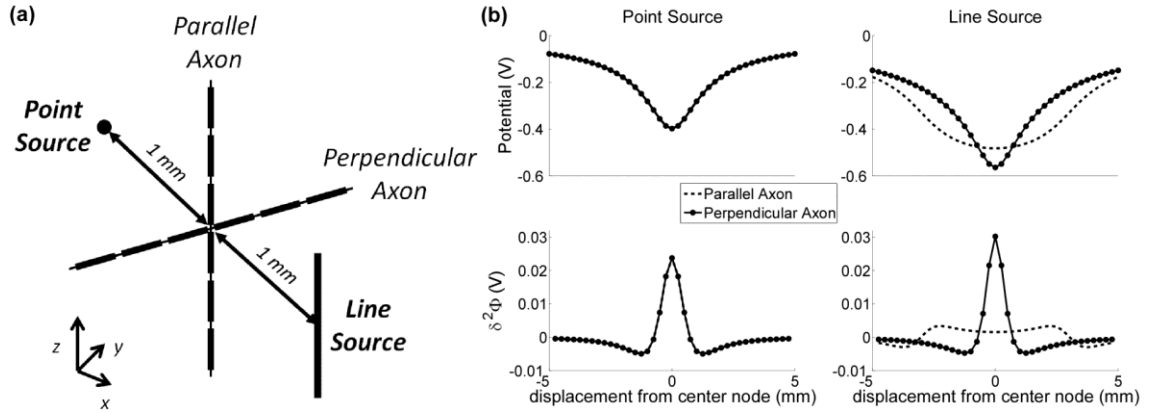 (a)
Parallel
Axon
Point
Source
1 mm
Perpendicular
Axon
1 mm
Line
Source
z
y
x
(b)
Point Source
Line Source
Potential (V)
0
-0.2
-0.4
-0.6
0
-0.2
-0.4
-0.6
Parallel Axon
Perpendicular Axon
δ²Φ (V)
0.03
0.02
0.01
0
-0.01
0.03
0.02
0.01
0
-0.01
-5 0 5
-5 0 5
displacement from center node (mm)
displacement from center node (mm)